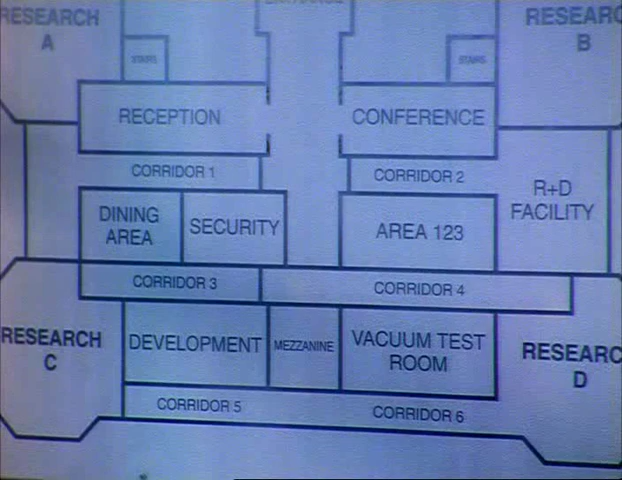 ENTRANCE
RESEARCH
A
RESEARC
B
STAIRS
STAIRS
RECEPTION
CONFERENCE
CORRIDOR 1
CORRIDOR 2
R+D
FACILITY
DINING
AREA
SECURITY
AREA 123
CORRIDOR 3
CORRIDOR 4
RESEARCH
C
DEVELOPMENT
MEZZANINE
VACUUM TEST
ROOM
RESEARC
D
CORRIDOR 5
CORRIDOR 6